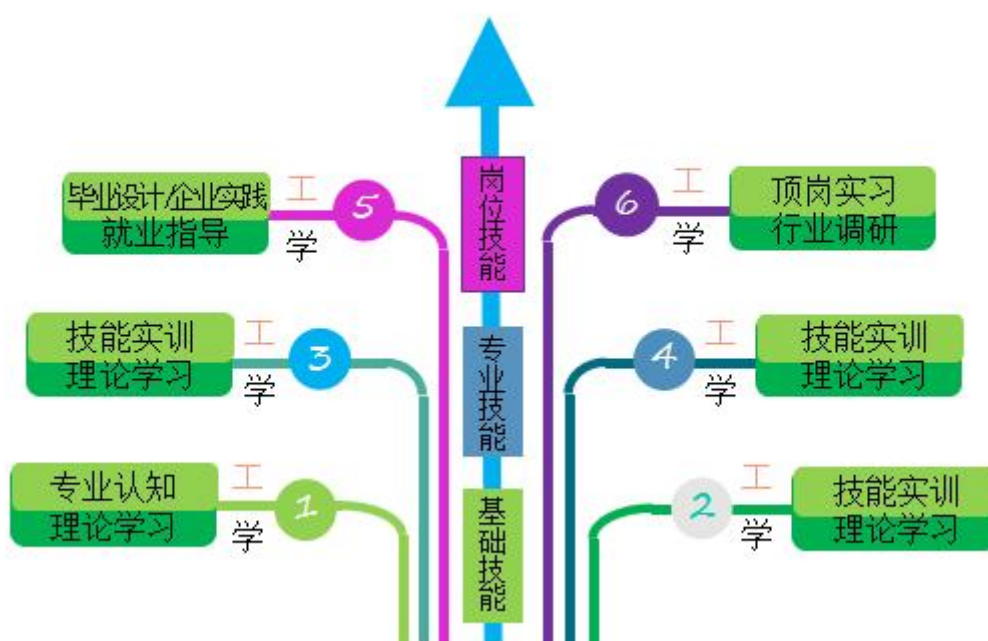 毕业设计/企业实践
就业指导
工
学
5
岗位技能
6
工
学
顶岗实习
行业调研
技能实训
理论学习
工
学
3
专业技能
4
工
学
技能实训
理论学习
专业认知
理论学习
工
学
1
基础技能
2
工
学
技能实训
理论学习